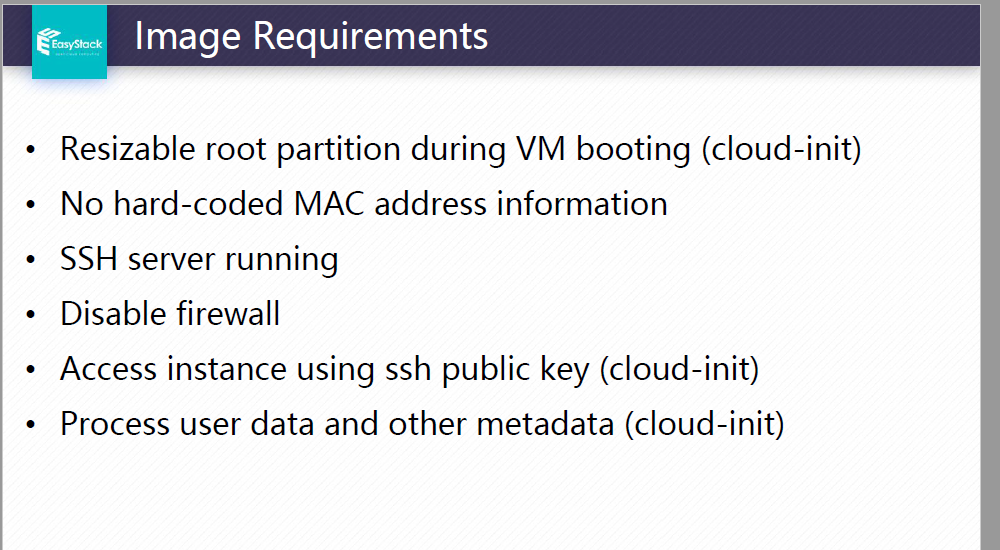 EasyStack
Image Requirements
• Resizable root partition during VM booting (cloud-init)
• No hard-coded MAC address information
• SSH server running
• Disable firewall
• Access instance using ssh public key (cloud-init)
• Process user data and other metadata (cloud-init)